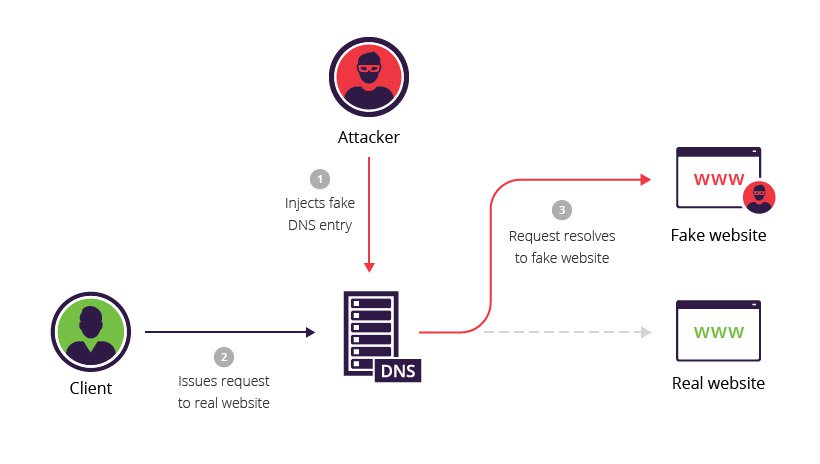 Attacker
1
Injects fake
DNS entry
WWW
3
Request resolves
to fake website
Fake website
Client
2
Issues request
to real website
DNS
WWW
Real website